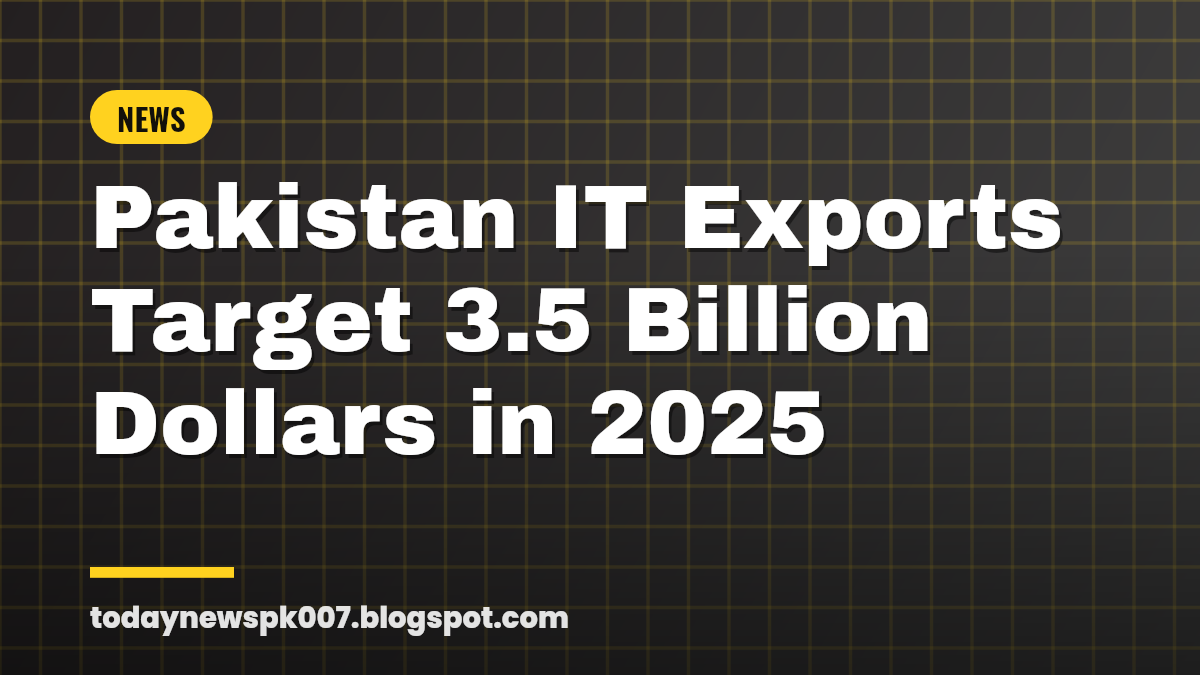 NEWS
Pakistan IT Exports
Target 3.5 Billion
Dollars in 2025
todaynewspk007.blogspot.com